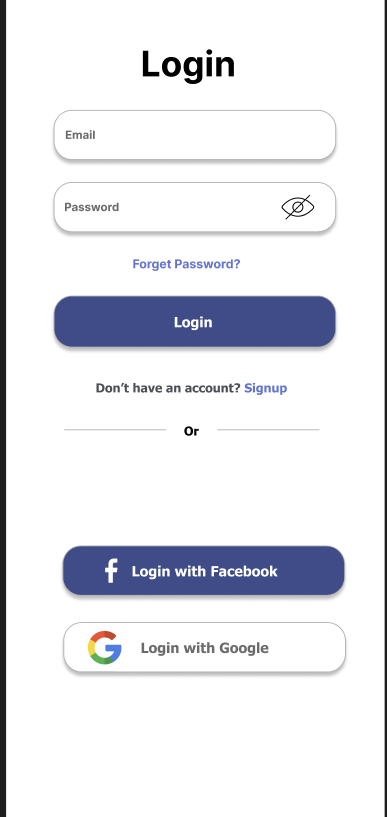 Login
Email
Password
Forget Password?
Login
Don’t have an account? Signup
Or
Login with Facebook
Login with Google